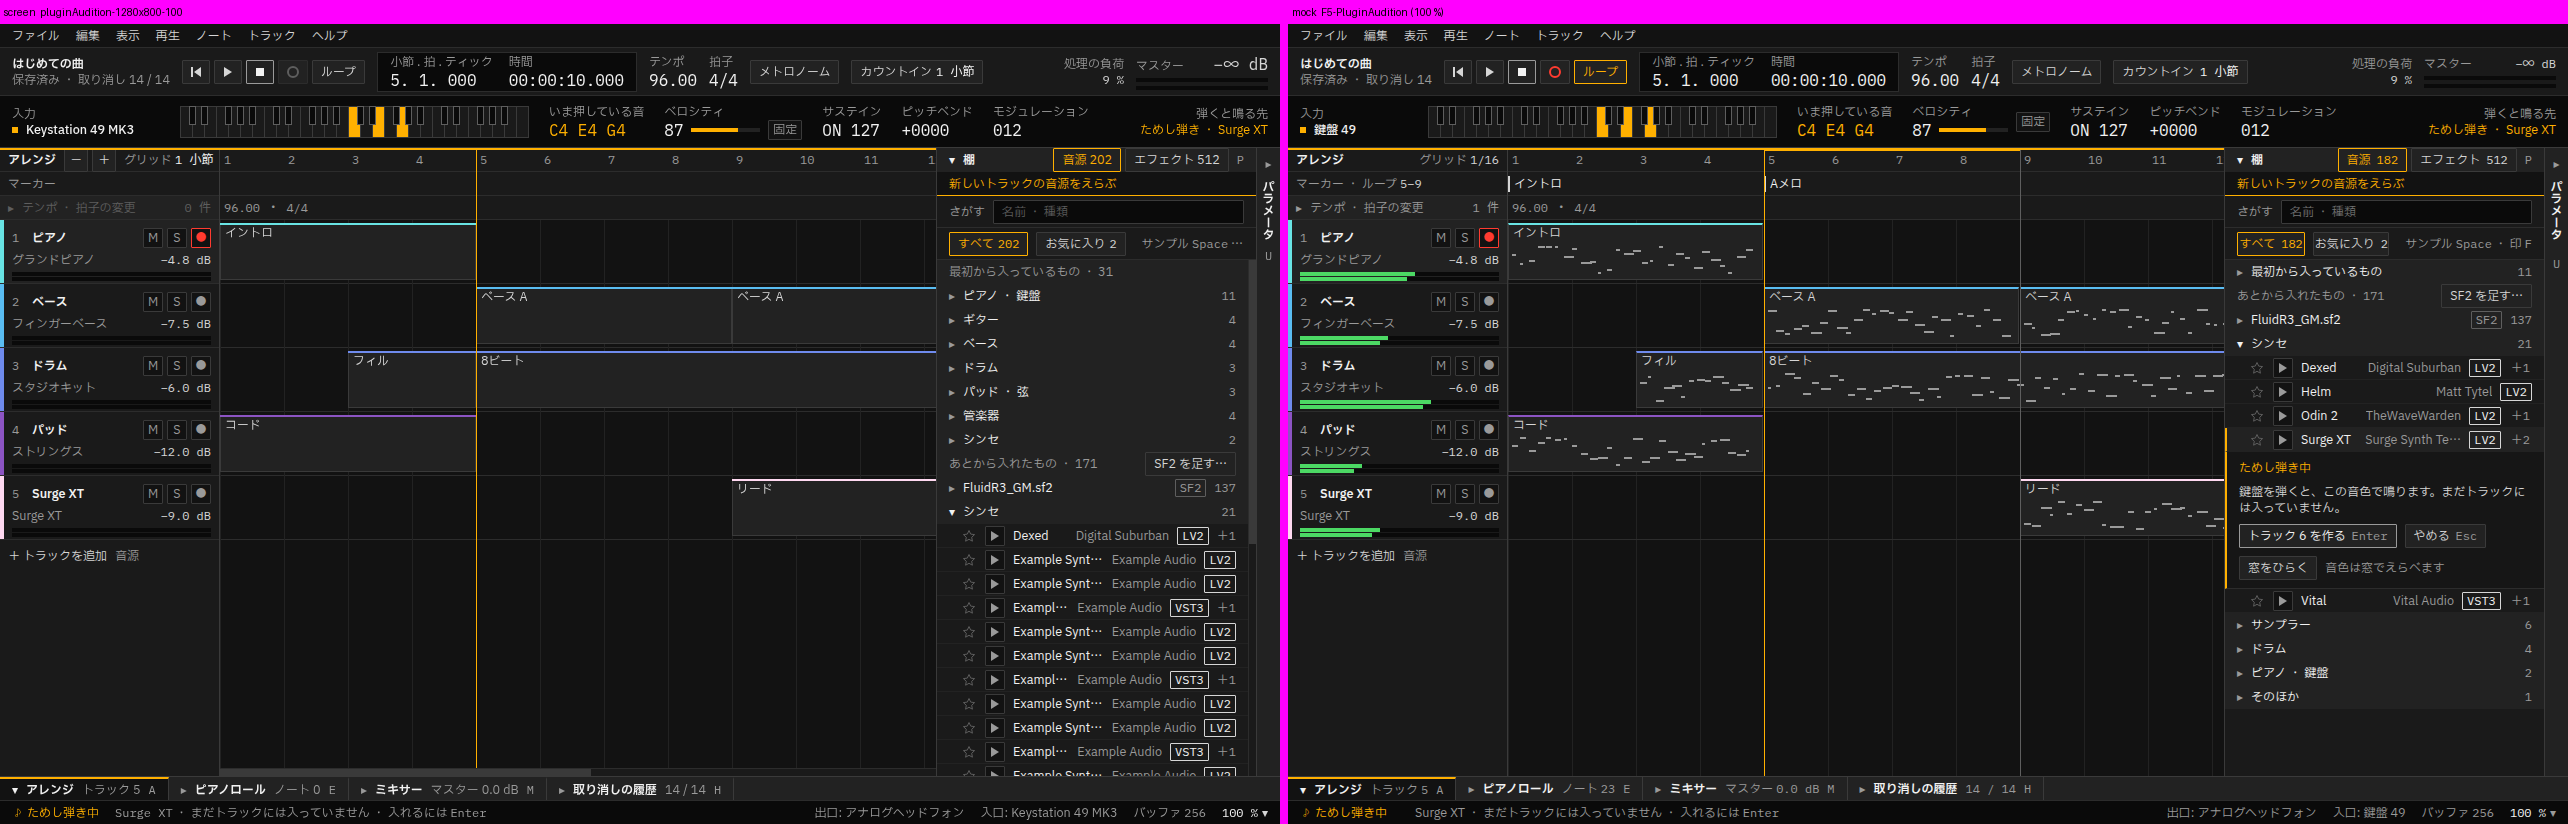 screen_pluginAudition-1280x800-100
ファイル 編集 表示 再生 ノート トラック ヘルプ
はじめての曲
保存済み ・ 取り消し 14 / 14
ループ
小節 . 拍 . ティック 時間
5. 1. 000 00:00:10.000
テンポ 拍子
96.00 4/4
メトロノーム
カウントイン 1 小節
処理の負荷
9 %
マスター −∞ dB
入力
Keystation 49 MK3
いま押している音
C4 E4 G4
ベロシティ
87
固定
サステイン
ON 127
ピッチベンド
+0000
モジュレーション
012
弾くと鳴る先
ためし弾き ・ Surge XT
アレンジ − ＋ グリッド 1 小節
1 2 3 4 5 6 7 8 9 10 11 1
マーカー
▸ テンポ ・ 拍子の変更 0 件
96.00 ・ 4/4
1 ピアノ M S
グランドピアノ −4.8 dB
イントロ
2 ベース M S
フィンガーベース −7.5 dB
ベース A
ベース A
3 ドラム M S
スタジオキット −6.0 dB
フィル
8ビート
4 パッド M S
ストリングス −12.0 dB
コード
5 Surge XT M S
Surge XT −9.0 dB
リード
＋ トラックを追加 音源
▾ 棚 音源 202 エフェクト 512 P
新しいトラックの音源をえらぶ
さがす 名前 ・ 種類
すべて 202 お気に入り 2 サンプル Space …
最初から入っているもの ・ 31
▸ ピアノ ・ 鍵盤 11
▸ ギター 4
▸ ベース 4
▸ ドラム 3
▸ パッド ・ 弦 3
▸ 管楽器 4
▸ シンセ 2
あとから入れたもの ・ 171 SF2 を足す…
▸ FluidR3_GM.sf2 SF2 137
▾ シンセ 21
Dexed Digital Suburban LV2 ＋1
Example Synt… Example Audio LV2
Example Synt… Example Audio LV2
Exampl… Example Audio VST3 ＋1
Example Synt… Example Audio LV2
Example Synt… Example Audio LV2
Exampl… Example Audio VST3 ＋1
Example Synt… Example Audio LV2
Example Synt… Example Audio LV2
Exampl… Example Audio VST3 ＋1
Example Synt… Example Audio LV2
▸ パラメータ U
▾ アレンジ トラック 5 A ▸ ピアノロール ノート 0 E ▸ ミキサー マスター 0.0 dB M ▸ 取り消しの履歴 14 / 14 H
♪ ためし弾き中 Surge XT ・ まだトラックには入っていません ・ 入れるには Enter
出口: アナログヘッドフォン 入口: Keystation 49 MK3 バッファ 256 100 % ▾
mock F5-PluginAudition (100 %)
ファイル 編集 表示 再生 ノート トラック ヘルプ
はじめての曲
保存済み ・ 取り消し 14
ループ
小節 . 拍 . ティック 時間
5. 1. 000 00:00:10.000
テンポ 拍子
96.00 4/4
メトロノーム
カウントイン 1 小節
処理の負荷
9 %
マスター −∞ dB
入力
鍵盤 49
いま押している音
C4 E4 G4
ベロシティ
87
固定
サステイン
ON 127
ピッチベンド
+0000
モジュレーション
012
弾くと鳴る先
ためし弾き ・ Surge XT
アレンジ グリッド 1/16
1 2 3 4 5 6 7 8 9 10 11 1
マーカー ・ ループ 5–9
イントロ
Aメロ
▸ テンポ ・ 拍子の変更 1 件
96.00 ・ 4/4
1 ピアノ M S
グランドピアノ −4.8 dB
イントロ
2 ベース M S
フィンガーベース −7.5 dB
ベース A
ベース A
3 ドラム M S
スタジオキット −6.0 dB
フィル
8ビート
4 パッド M S
ストリングス −12.0 dB
コード
5 Surge XT M S
Surge XT −9.0 dB
リード
＋ トラックを追加 音源
▾ 棚 音源 182 エフェクト 512 P
新しいトラックの音源をえらぶ
さがす 名前 ・ 種類
すべて 182 お気に入り 2 サンプル Space ・ 印 F
▸ 最初から入っているもの 11
あとから入れたもの ・ 171 SF2 を足す…
▸ FluidR3_GM.sf2 SF2 137
▾ シンセ 21
Dexed Digital Suburban LV2 ＋1
Helm Matt Tytel LV2
Odin 2 TheWaveWarden LV2 ＋1
Surge XT Surge Synth Te… LV2 ＋2
ためし弾き中
鍵盤を弾くと、この音色で鳴ります。まだトラックに
は入っていません。
トラック 6 を作る Enter やめる Esc
窓をひらく 音色は窓でえらべます
Vital Vital Audio VST3 ＋1
▸ サンプラー 6
▸ ドラム 4
▸ ピアノ ・ 鍵盤 2
▸ そのほか 1
▸ パラメータ U
▾ アレンジ トラック 5 A ▸ ピアノロール ノート 23 E ▸ ミキサー マスター 0.0 dB M ▸ 取り消しの履歴 14 / 14 H
♪ ためし弾き中 Surge XT ・ まだトラックには入っていません ・ 入れるには Enter
出口: アナログヘッドフォン 入口: 鍵盤 49 バッファ 256 100 % ▾